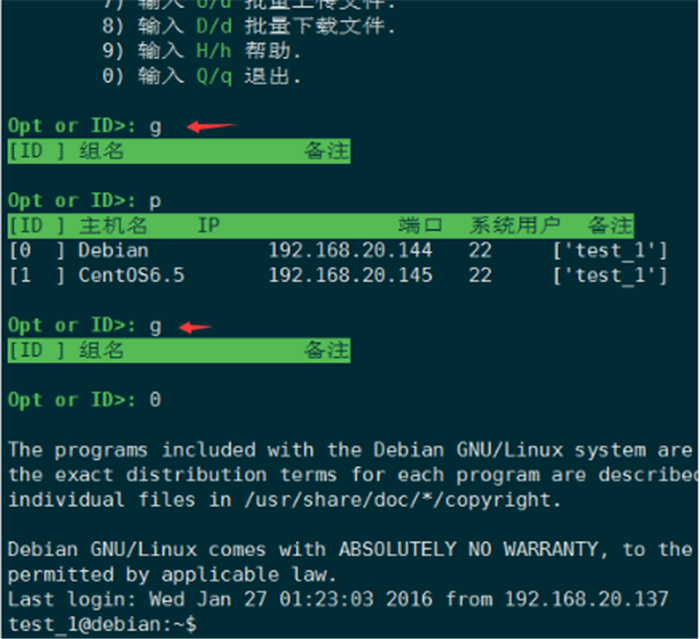 7) 输入 U/u 批量上传文件.
8) 输入 D/d 批量下载文件.
9) 输入 H/h 帮助.
0) 输入 Q/q 退出.
Opt or ID>: g
[ID ] 组名 备注
Opt or ID>: p
[ID ] 主机名 IP 端口 系统用户 备注
[0 ] Debian 192.168.20.144 22 ['test_1']
[1 ] CentOS6.5 192.168.20.145 22 ['test_1']
Opt or ID>: g
[ID ] 组名 备注
Opt or ID>: 0
The programs included with the Debian GNU/Linux system are
the exact distribution terms for each program are described
individual files in /usr/share/doc/*/copyright.
Debian GNU/Linux comes with ABSOLUTELY NO WARRANTY, to the
permitted by applicable law.
Last login: Wed Jan 27 01:23:03 2016 from 192.168.20.137
test_1@debian:~$